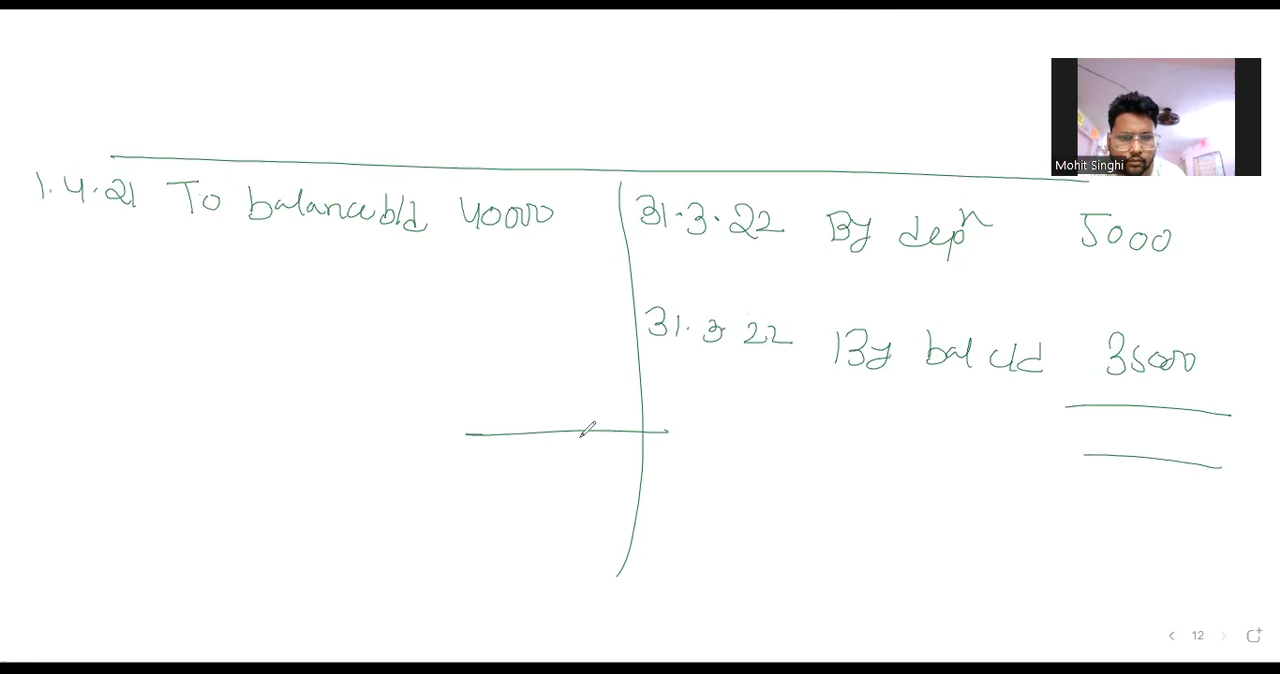 Mohit Singhi
1.4.21 To balance b/d 40000
31.3.22 By depⁿ 5000
31.3.22 By bal c/d 35000
12